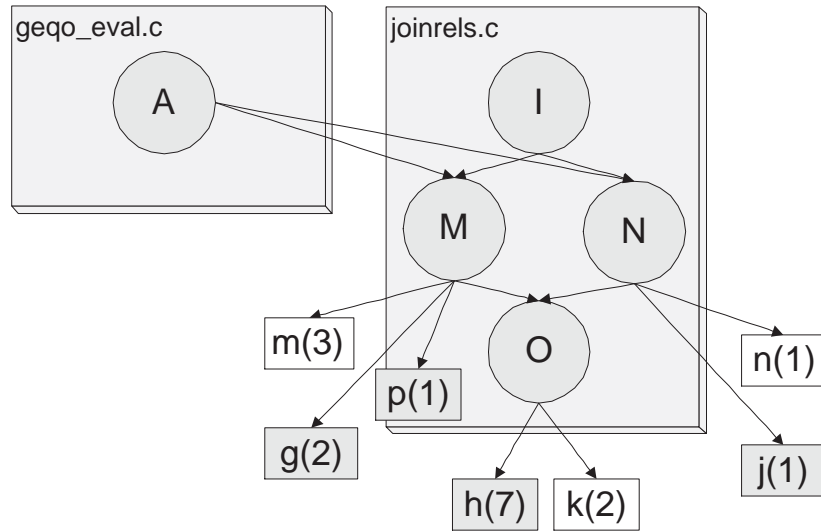 geqo_eval.c
joinrels.c
A
I
M
N
m(3)
O
n(1)
p(1)
g(2)
j(1)
h(7)
k(2)